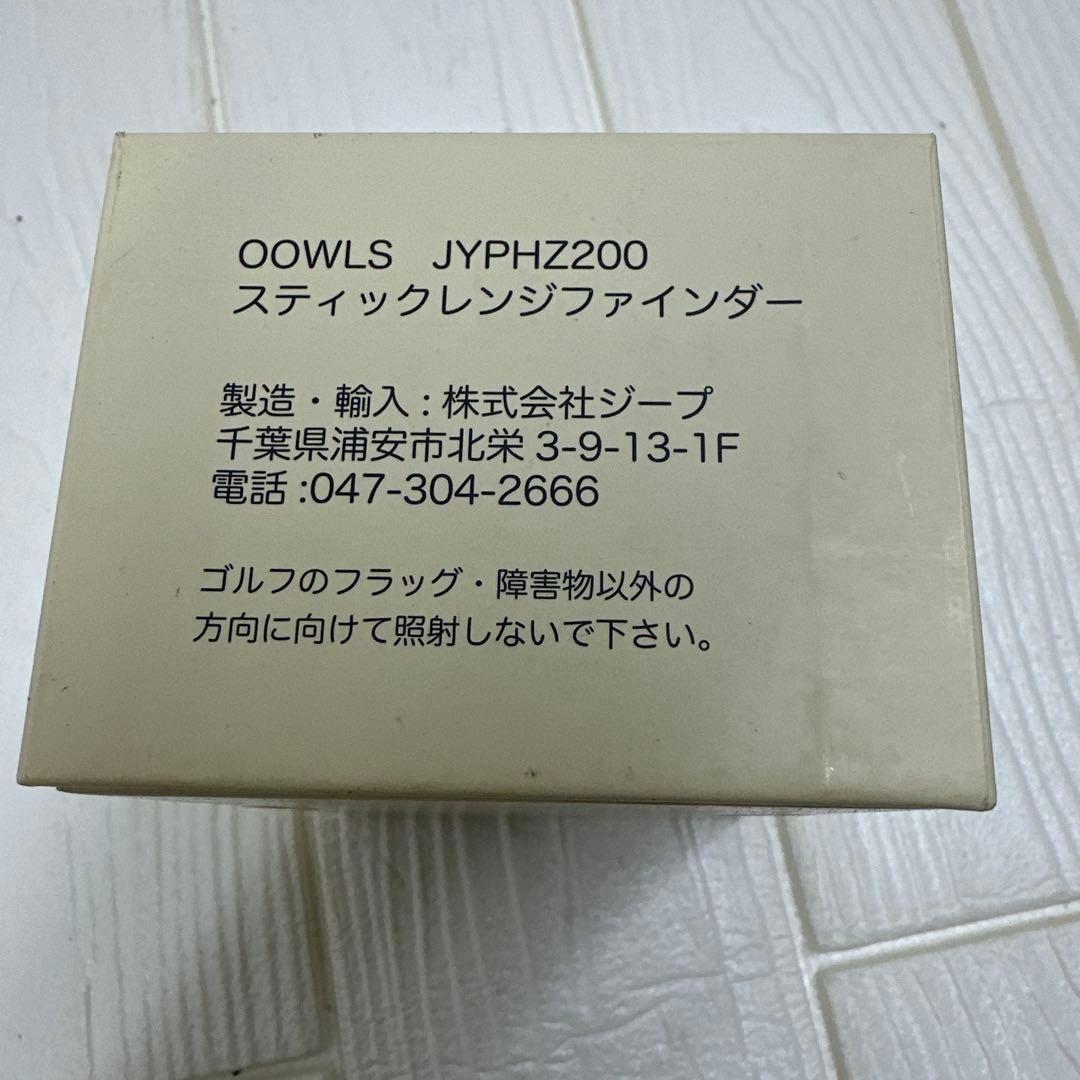 OOWLS JYPHZ200
スティックレンジファインダー
製造・輸入 : 株式会社ジープ
千葉県浦安市北栄 3-9-13-1F
電話 :047-304-2666
ゴルフのフラッグ・障害物以外の
方向に向けて照射しないで下さい。